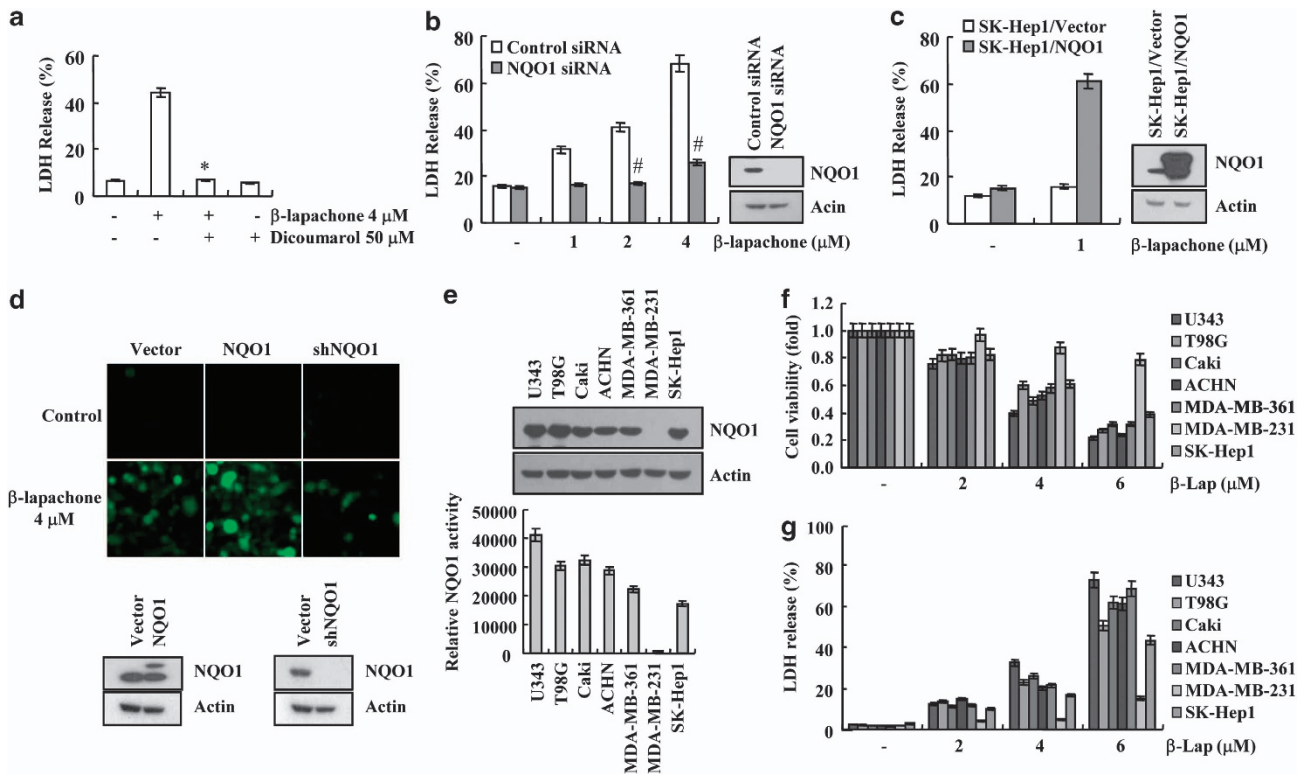 a
LDH Release (%)
80
60
40
20
0
- + + - β-lapachone 4 μM
- - + + Dicoumarol 50 μM
*
b
LDH Release (%)
80
60
40
20
0
Control siRNA
NQO1 siRNA
#
#
- 1 2 4 β-lapachone (μM)
Control siRNA
NQO1 siRNA
NQO1
Acin
c
LDH Release (%)
80
60
40
20
0
SK-Hep1/Vector
SK-Hep1/NQO1
- 1 β-lapachone (μM)
SK-Hep1/Vector
SK-Hep1/NQO1
NQO1
Actin
d
Vector NQO1 shNQO1
Control
β-lapachone
4 μM
Vector
NQO1
NQO1
Actin
Vector
shNQO1
NQO1
Actin
e
U343
T98G
Caki
ACHN
MDA-MB-361
MDA-MB-231
SK-Hep1
NQO1
Actin
Relative NQO1 activity
50000
40000
30000
20000
10000
0
U343
T98G
Caki
ACHN
MDA-MB-361
MDA-MB-231
SK-Hep1
f
Cell viability (fold)
1.2
1.0
0.8
0.6
0.4
0.2
0.0
- 2 4 6 β-Lap (μM)
U343
T98G
Caki
ACHN
MDA-MB-361
MDA-MB-231
SK-Hep1
g
LDH release (%)
100
80
60
40
20
0
- 2 4 6 β-Lap (μM)
U343
T98G
Caki
ACHN
MDA-MB-361
MDA-MB-231
SK-Hep1